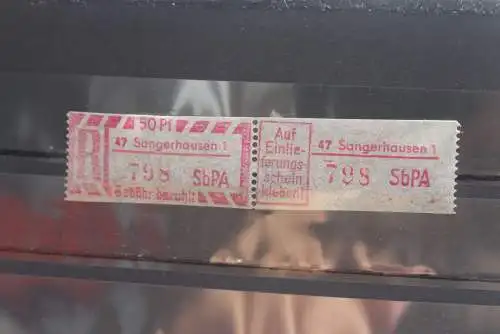 50 Pf
R
47 Sangerhausen 1
798 SbPA
Gebühr bezahlt
Auf
Einlie-
ferungs-
schein
kleben!
47 Sangerhausen 1
798 SbPA